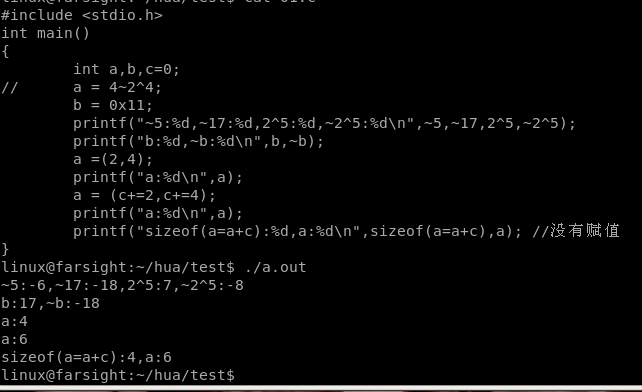 linux@farsight:~/hua/test$ cat 01.c
#include <stdio.h>
int main()
{
        int a,b,c=0;
//      a = 4~2^4;
        b = 0x11;
        printf("~5:%d,~17:%d,2^5:%d,~2^5:%d\n",~5,~17,2^5,~2^5);
        printf("b:%d,~b:%d\n",b,~b);
        a =(2,4);
        printf("a:%d\n",a);
        a = (c+=2,c+=4);
        printf("a:%d\n",a);
        printf("sizeof(a=a+c):%d,a:%d\n",sizeof(a=a+c),a); //没有赋值
}
linux@farsight:~/hua/test$ ./a.out
~5:-6,~17:-18,2^5:7,~2^5:-8
b:17,~b:-18
a:4
a:6
sizeof(a=a+c):4,a:6
linux@farsight:~/hua/test$